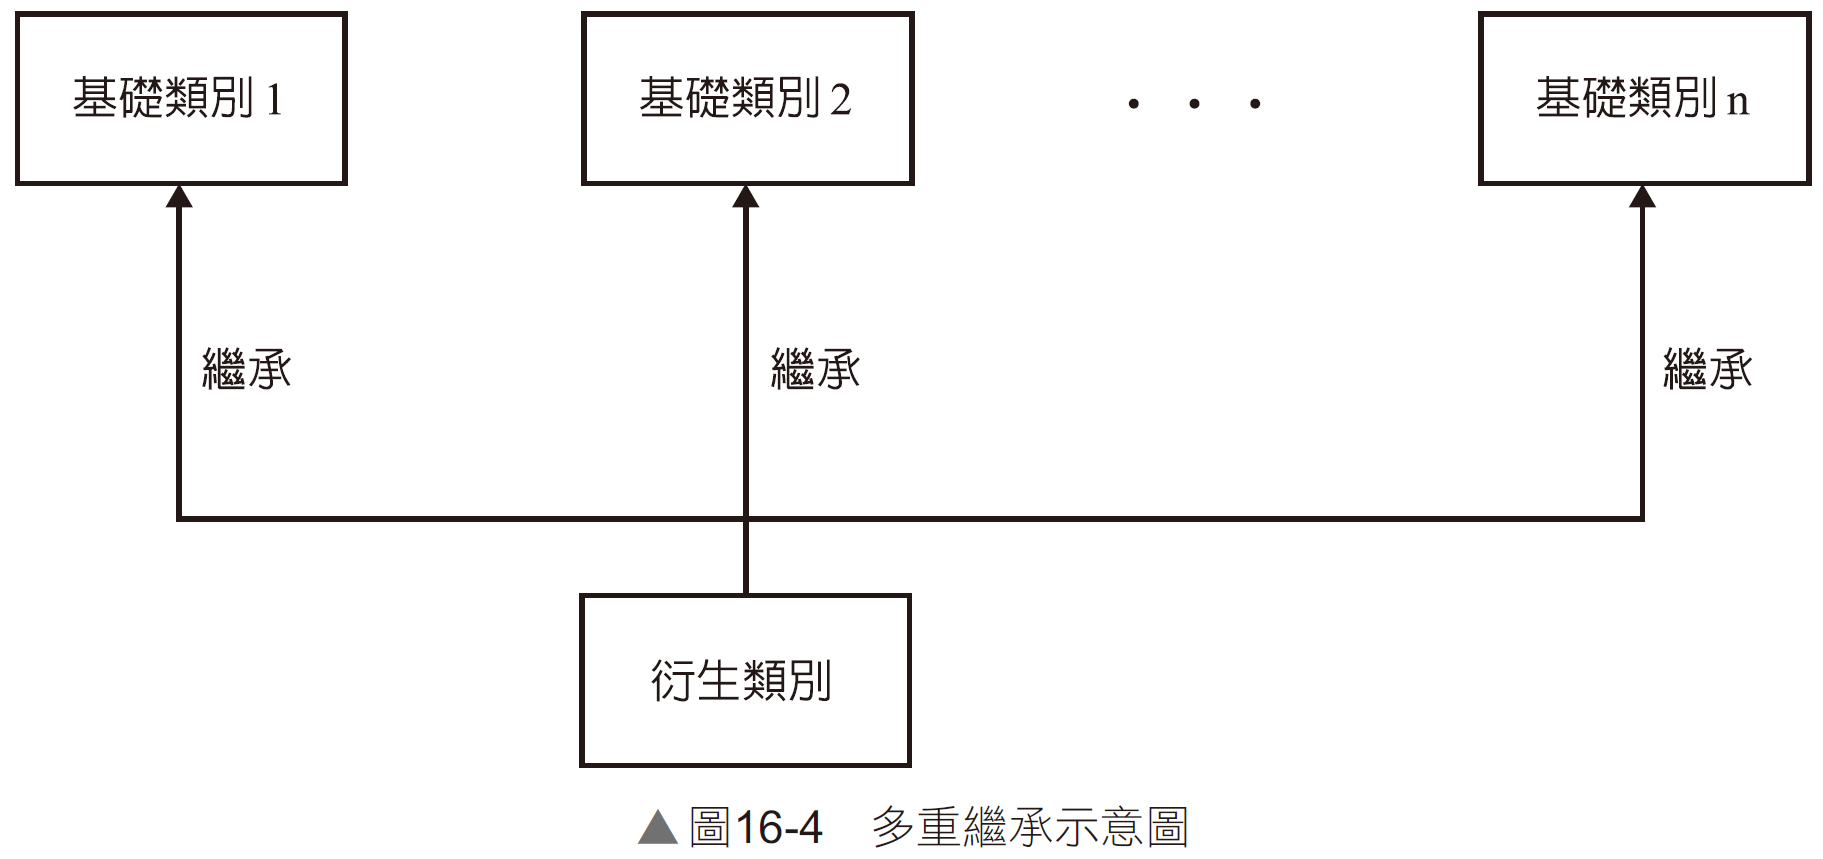 基礎類別 1
基礎類別 2
· · ·
基礎類別 n
繼承
繼承
繼承
衍生類別
▲ 圖16-4 多重繼承示意圖